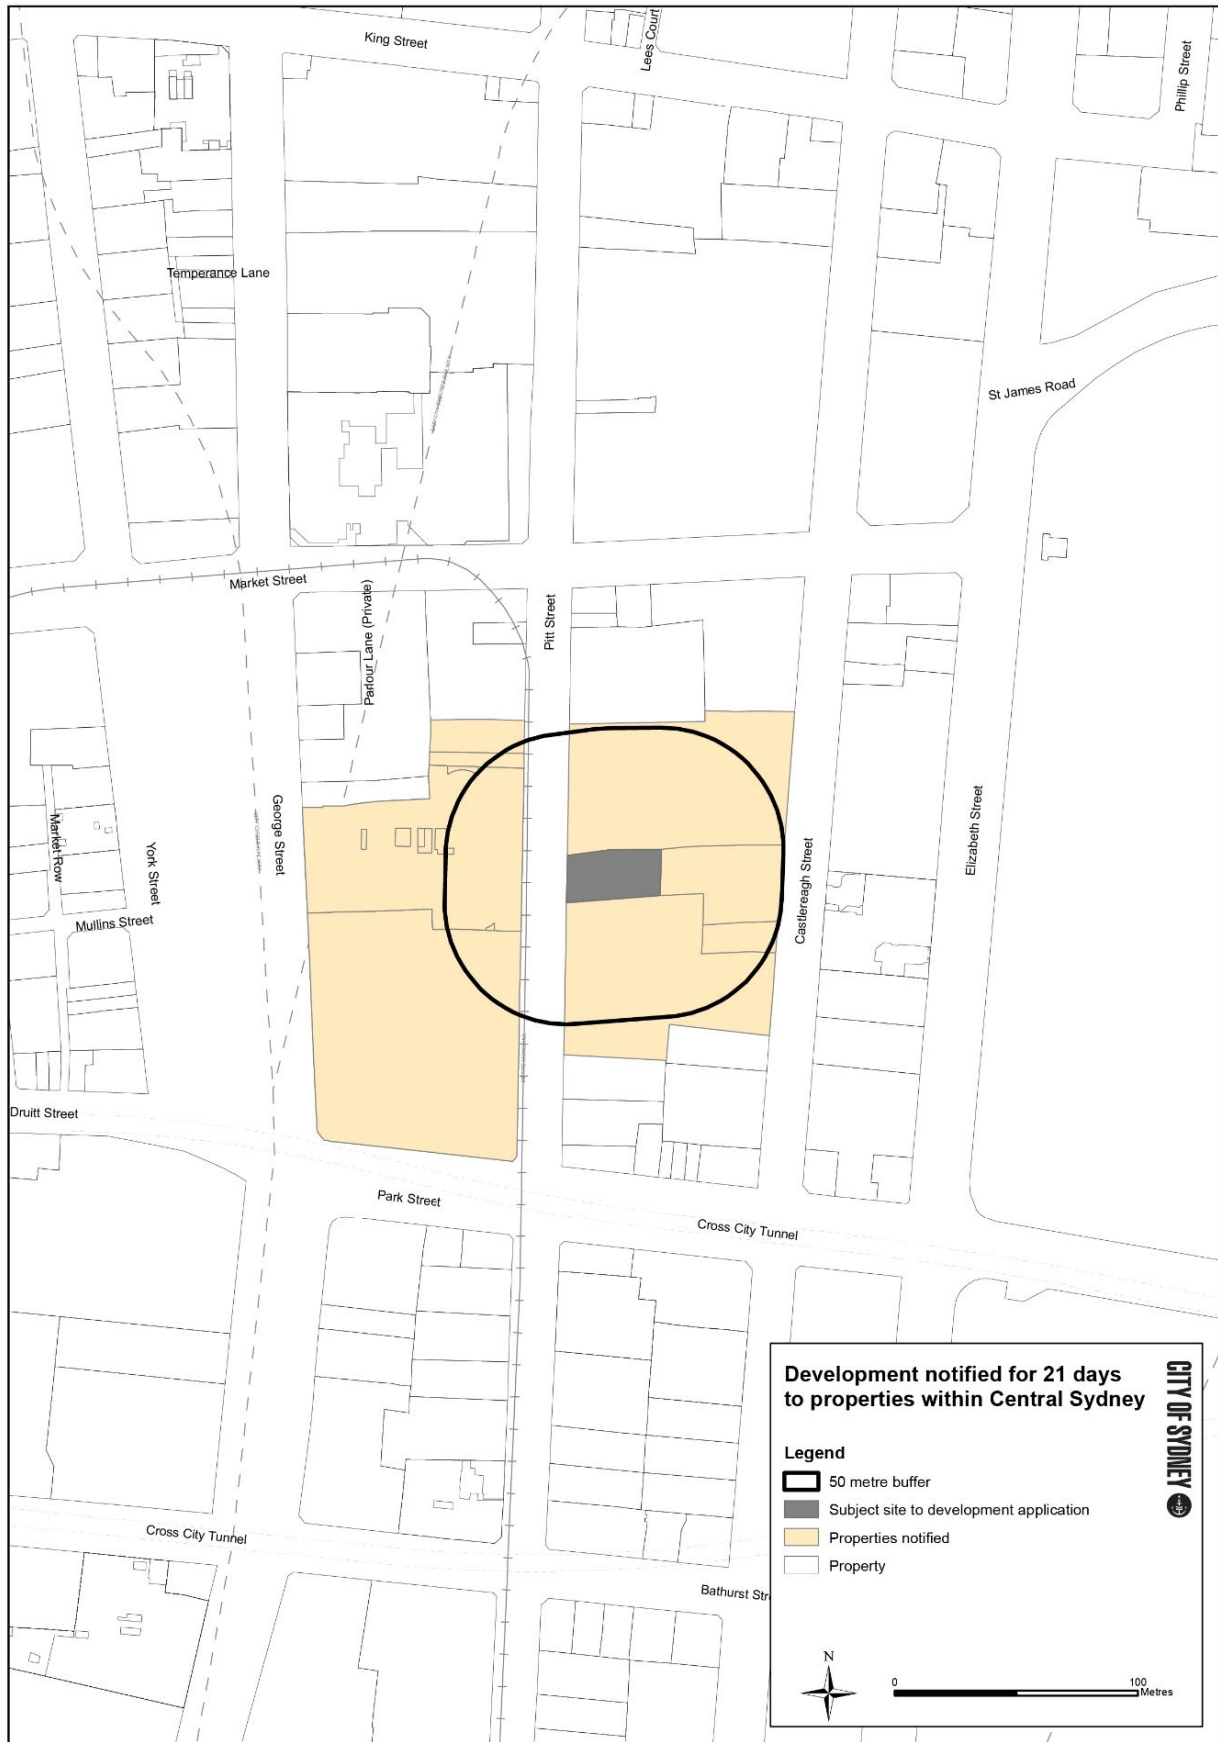 King Street
Lees Court
Phillip Street
Temperance Lane
St James Road
Market Street
Parlour Lane (Private)
Pitt Street
George Street
Market Row
York Street
Mullins Street
Castlereagh Street
Elizabeth Street
Druitt Street
Park Street
Cross City Tunnel
Cross City Tunnel
Bathurst Str
Development notified for 21 days
to properties within Central Sydney
CITY OF SYDNEY
Legend
50 metre buffer
Subject site to development application
Properties notified
Property
N
0
100
Metres